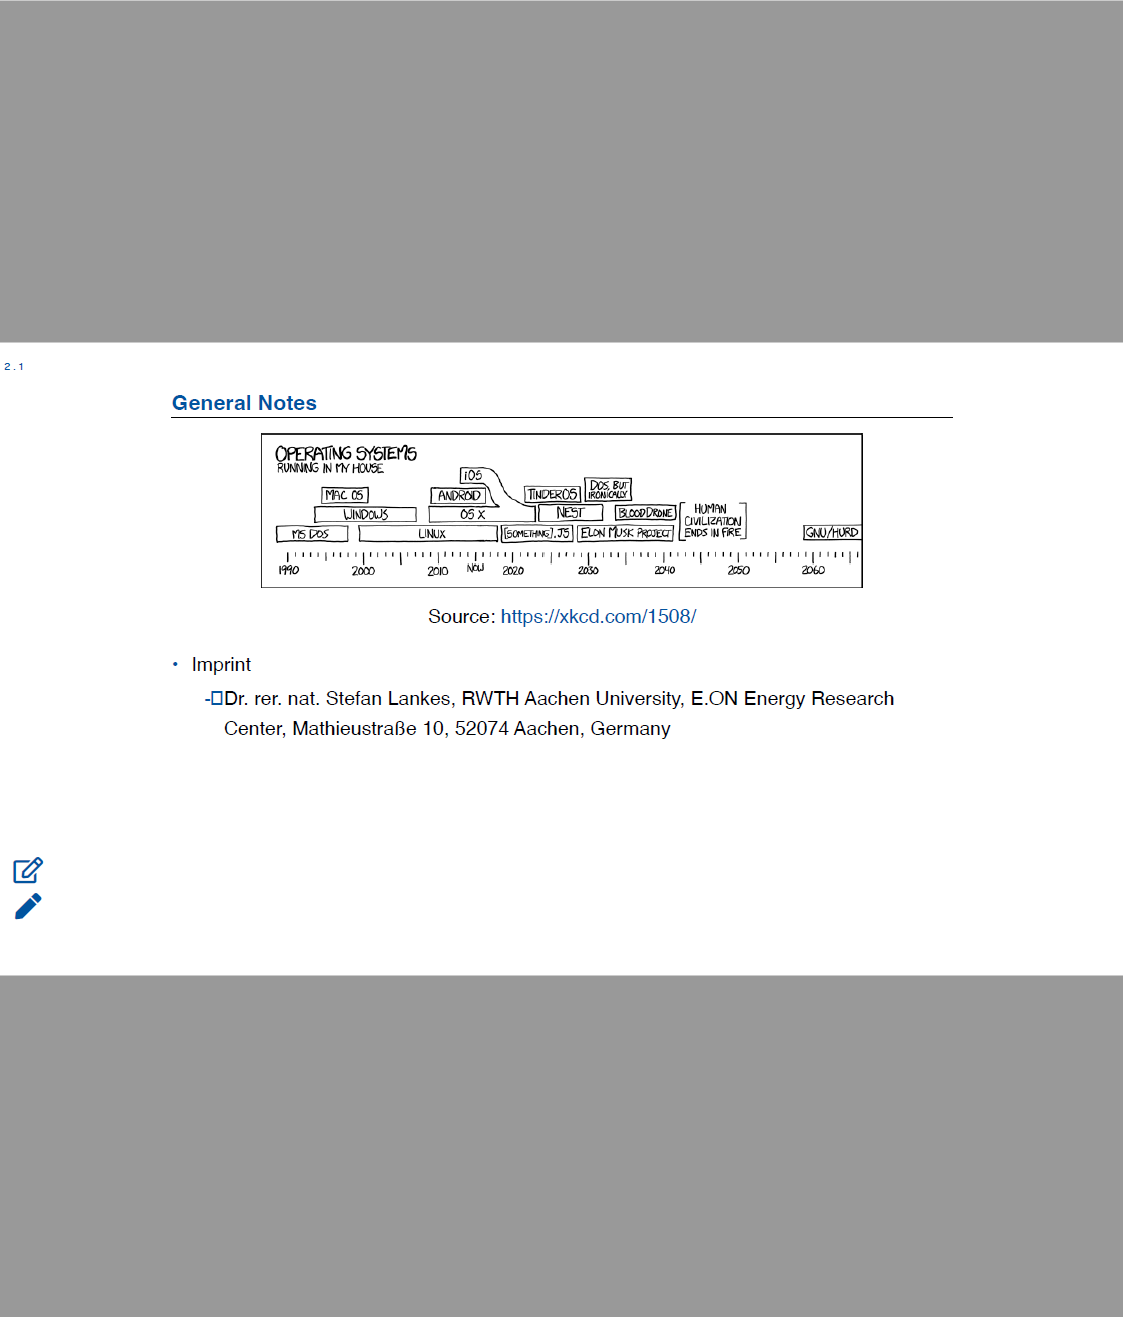 2.1
General Notes
OPERATING SYSTEMS
RUNNING IN MY HOUSE
iOS
MAC OS
ANDROID
TINDEROS
DOS, BUT
IRONICALLY
WINDOWS
OS X
NEST
BLOODDRONE
HUMAN
CIVILIZATION
ENDS IN FIRE
MS DOS
LINUX
[SOMETHING].JS
ELON MUSK PROJECT
GNU/HURD
1990
2000
2010
NOW
2020
2030
2040
2050
2060
Source: https://xkcd.com/1508/
• Imprint
-□Dr. rer. nat. Stefan Lankes, RWTH Aachen University, E.ON Energy Research
Center, Mathieustraße 10, 52074 Aachen, Germany